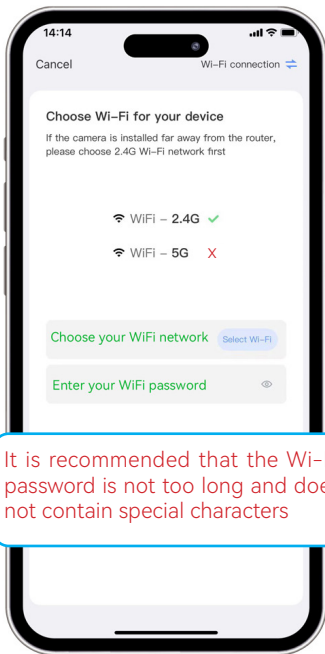 14:14
Cancel
Wi-Fi connection
Choose Wi-Fi for your device
If the camera is installed far away from the router,
please choose 2.4G Wi-Fi network first
WiFi - 2.4G
WiFi - 5G X
Choose your WiFi network
Select Wi-Fi
Enter your WiFi password
It is recommended that the Wi-
password is not too long and doe
not contain special characters